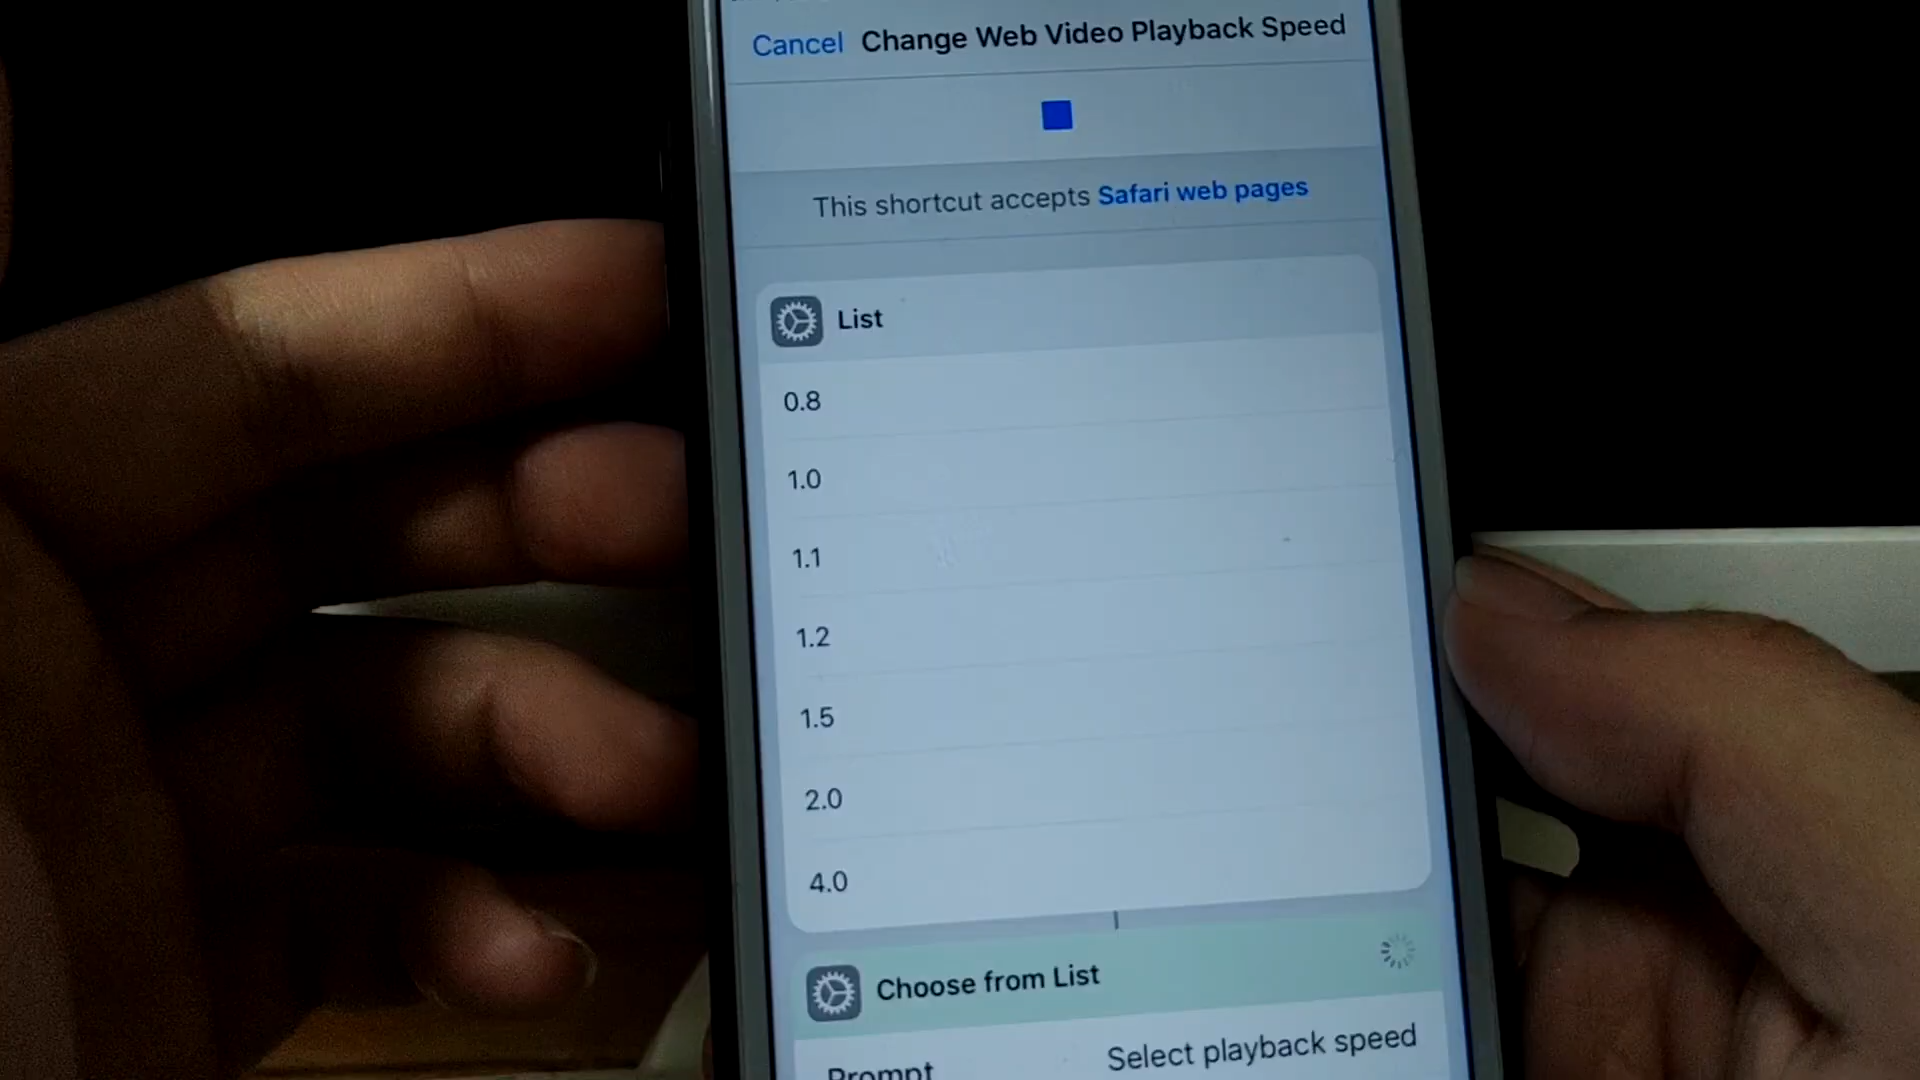 Cancel Change Web Video Playback Speed
This shortcut accepts Safari web pages
List
0.8
1.0
1.1
1.2
1.5
2.0
4.0
Choose from List
Prompt Select playback speed